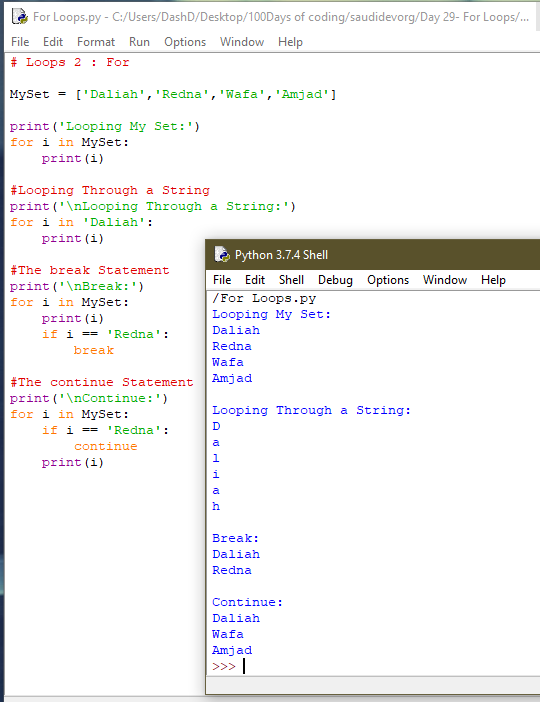 For Loops.py - C:/Users/DashD/Desktop/100Days of coding/saudidevorg/Day 29- For Loops/...
File Edit Format Run Options Window Help
# Loops 2 : For

MySet = ['Daliah','Redna','Wafa','Amjad']

print('Looping My Set:')
for i in MySet:
    print(i)

#Looping Through a String
print('\nLooping Through a String:')
for i in 'Daliah':
    print(i)

#The break Statement
print('\nBreak:')
for i in MySet:
    print(i)
    if i == 'Redna':
        break

#The continue Statement
print('\nContinue:')
for i in MySet:
    if i == 'Redna':
        continue
    print(i)

Python 3.7.4 Shell
File Edit Shell Debug Options Window Help
/For Loops.py
Looping My Set:
Daliah
Redna
Wafa
Amjad

Looping Through a String:
D
a
l
i
a
h

Break:
Daliah
Redna

Continue:
Daliah
Wafa
Amjad
>>>